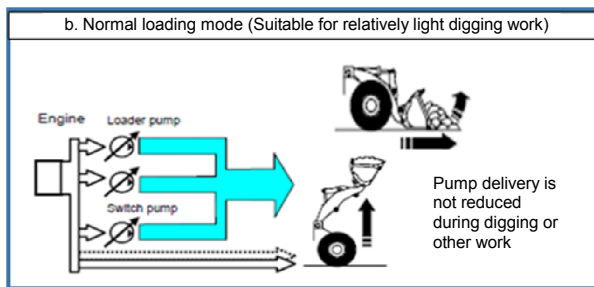 b. Normal loading mode (Suitable for relatively light digging work)
Engine
Loader pump
Switch pump
Pump delivery is
not reduced
during digging or
other work